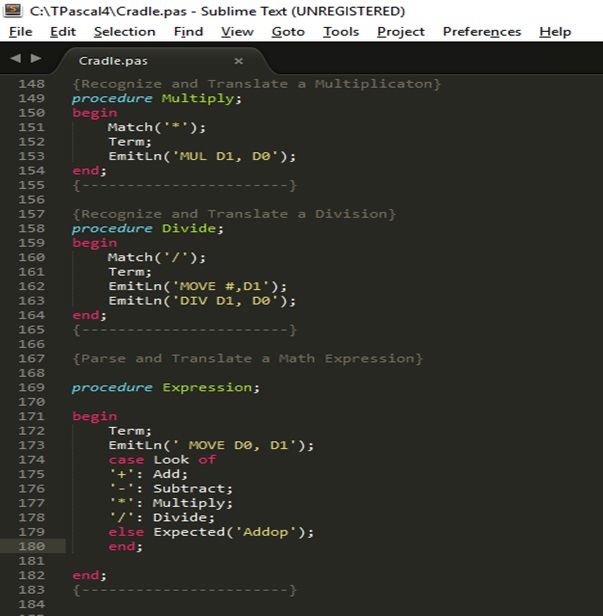 C:\TPascal4\Cradle.pas - Sublime Text (UNREGISTERED)
File Edit Selection Find View Goto Tools Project Preferences Help
Cradle.pas ×
148 {Recognize and Translate a Multiplicaton}
149 procedure Multiply;
150 begin
151 Match('*');
152 Term;
153 EmitLn('MUL D1, D0');
154 end;
155 {-----------------------}
156
157 {Recognize and Translate a Division}
158 procedure Divide;
159 begin
160 Match('/');
161 Term;
162 EmitLn('MOVE #,D1');
163 EmitLn('DIV D1, D0');
164 end;
165 {-----------------------}
166
167 {Parse and Translate a Math Expression}
168
169 procedure Expression;
170
171 begin
172 Term;
173 EmitLn(' MOVE D0, D1');
174 case Look of
175 '+': Add;
176 '-': Subtract;
177 '*': Multiply;
178 '/': Divide;
179 else Expected('Addop');
180 end;
181
182 end;
183 {-----------------------}
184